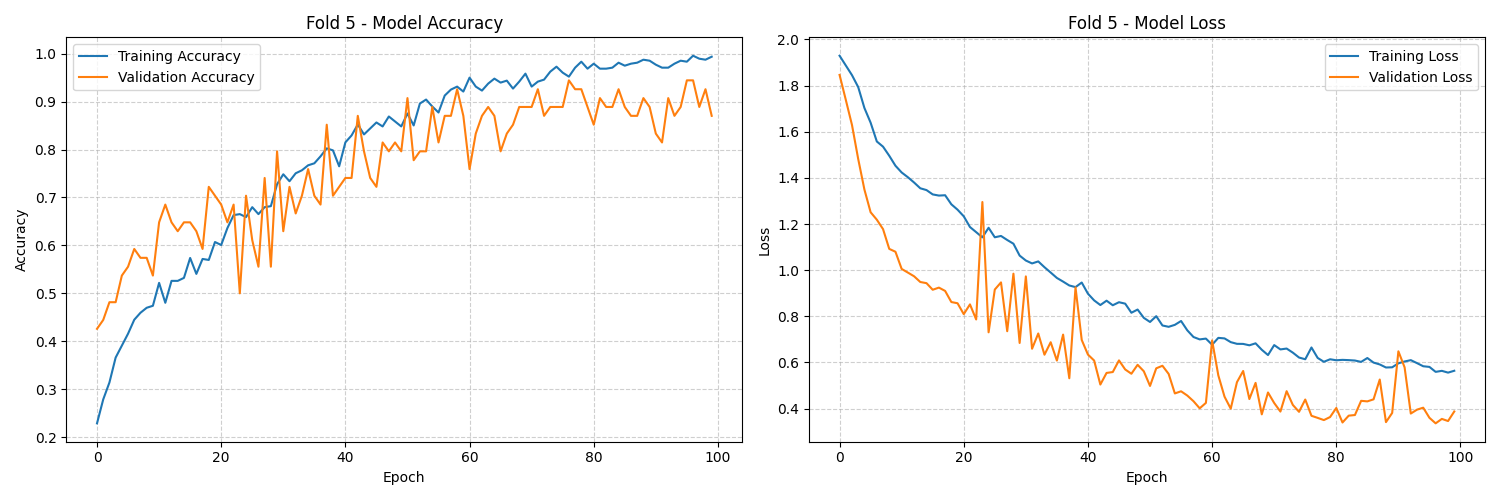 Fold 5 - Model Accuracy
Training Accuracy
Validation Accuracy
1.0
0.9
0.8
0.7
0.6
0.5
0.4
0.3
0.2
Accuracy
0 20 40 60 80 100
Epoch
Fold 5 - Model Loss
Training Loss
Validation Loss
2.0
1.8
1.6
1.4
1.2
1.0
0.8
0.6
0.4
Loss
0 20 40 60 80 100
Epoch